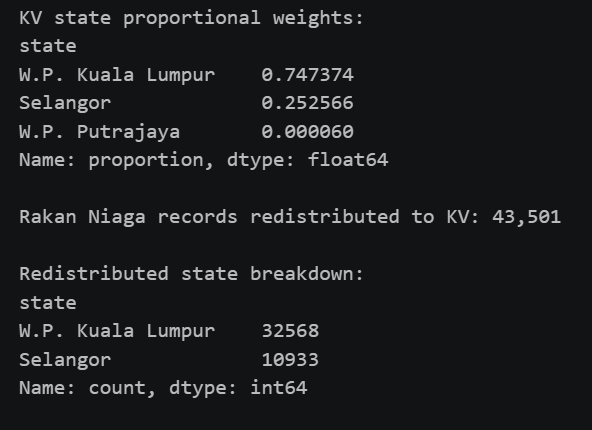 KV state proportional weights:
state
W.P. Kuala Lumpur    0.747374
Selangor             0.252566
W.P. Putrajaya       0.000060
Name: proportion, dtype: float64

Rakan Niaga records redistributed to KV: 43,501

Redistributed state breakdown:
state
W.P. Kuala Lumpur    32568
Selangor             10933
Name: count, dtype: int64